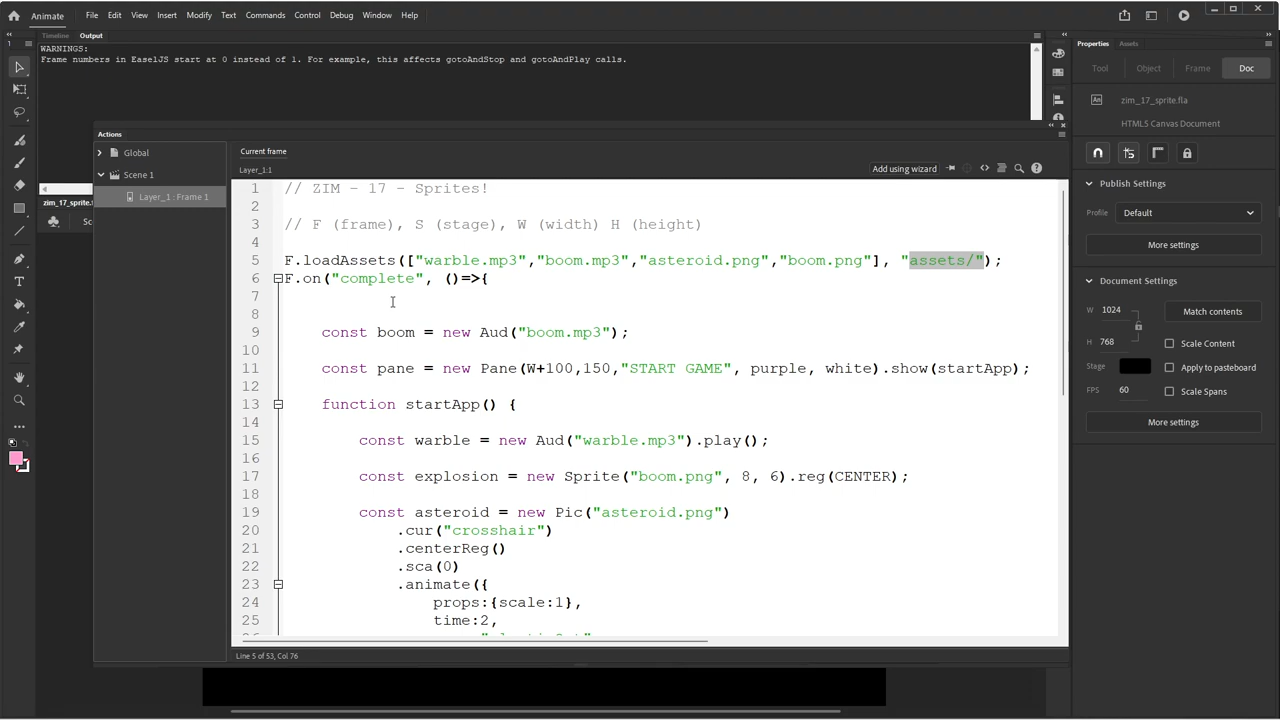 Animate
File
Edit
View
Insert
Modify
Text
Commands
Control
Debug
Window
Help
Timeline
Output
WARNINGS:
Frame numbers in EaselJS start at 0 instead of 1. For example, this affects gotoAndStop and gotoAndPlay calls.
Actions
Global
Scene 1
Layer_1 : Frame 1
Current frame
Layer_1:1
Add using wizard
1 // ZIM - 17 - Sprites!
2
3 // F (frame), S (stage), W (width) H (height)
4
5 F.loadAssets(["warble.mp3","boom.mp3","asteroid.png","boom.png"], "assets/");
6 F.on("complete", ()=>{
7
8
9 const boom = new Aud("boom.mp3");
10
11 const pane = new Pane(W+100,150,"START GAME", purple, white).show(startApp);
12
13 function startApp() {
14
15 const warble = new Aud("warble.mp3").play();
16
17 const explosion = new Sprite("boom.png", 8, 6).reg(CENTER);
18
19 const asteroid = new Pic("asteroid.png")
20 .cur("crosshair")
21 .centerReg()
22 .sca(0)
23 .animate({
24 props:{scale:1},
25 time:2,
Line 5 of 53, Col 76
zim_17_sprite.f
Properties
Assets
Tool
Object
Frame
Doc
An
zim_17_sprite.fla
HTML5 Canvas Document
Publish Settings
Profile
Default
More settings
Document Settings
W 1024
Match contents
H 768
Scale Content
Stage
Apply to pasteboard
FPS 60
Scale Spans
More settings